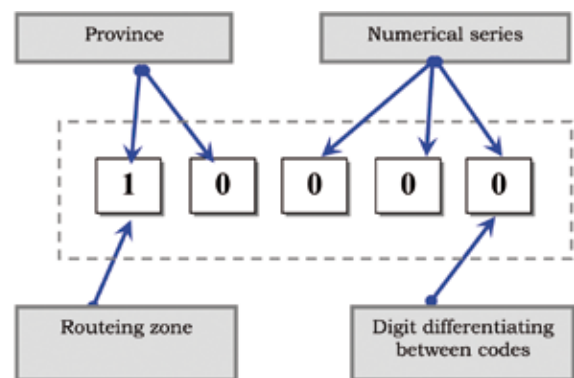 Province
Numerical series
1 0 0 0 0
Routeing zone
Digit differentiating
between codes